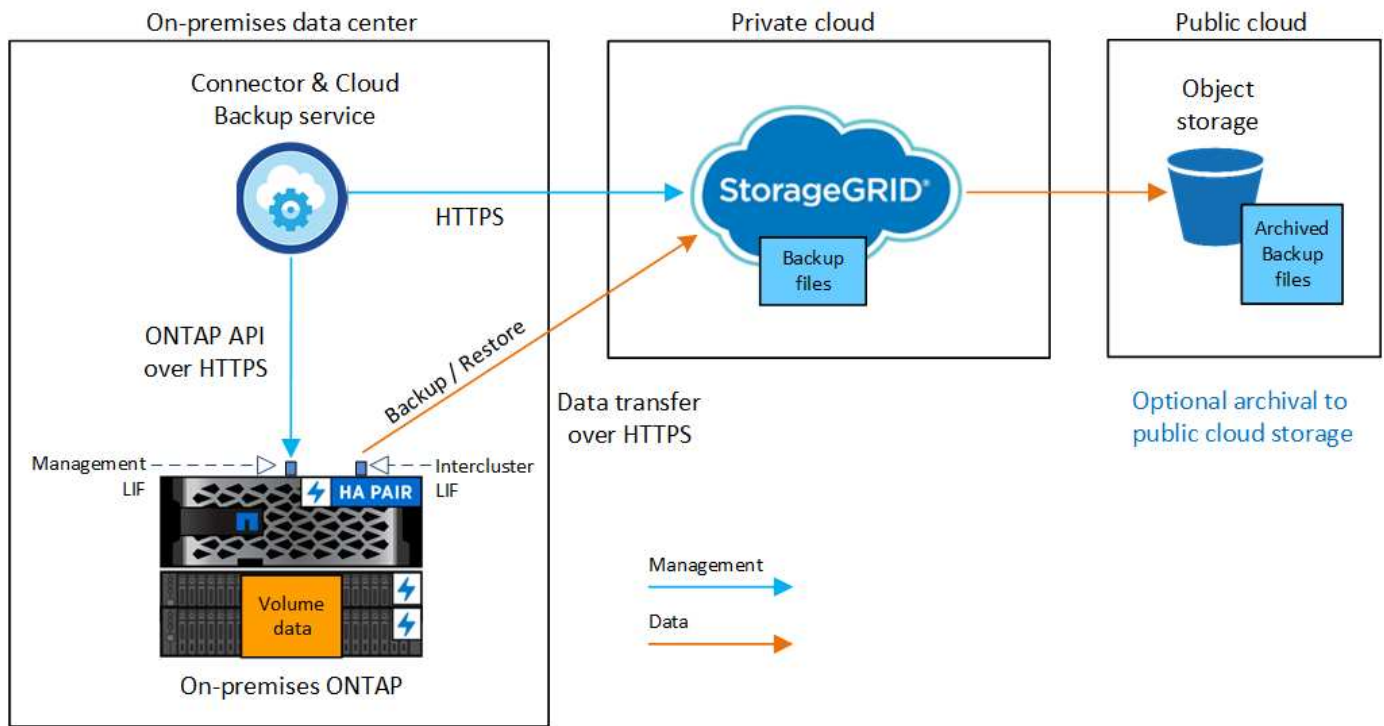 On-premises data center
Connector & Cloud
Backup service
HTTPS
ONTAP API
over HTTPS
Backup / Restore
Management
LIF
Intercluster
LIF
HA PAIR
Volume
data
On-premises ONTAP
Private cloud
StorageGRID®
Backup
files
Data transfer
over HTTPS
Public cloud
Object
storage
Archived
Backup
files
Optional archival to
public cloud storage
Management
Data